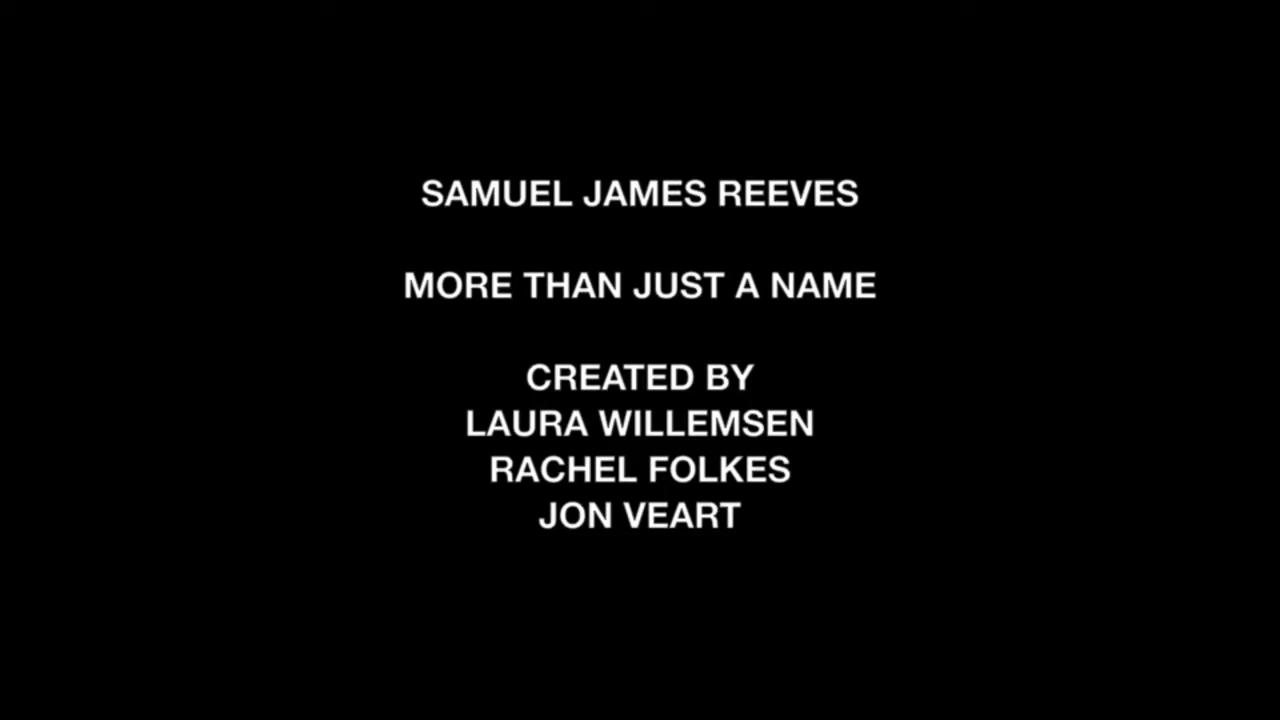 SAMUEL JAMES REEVES
MORE THAN JUST A NAME
CREATED BY
LAURA WILLEMSEN
RACHEL FOLKES
JON VEART